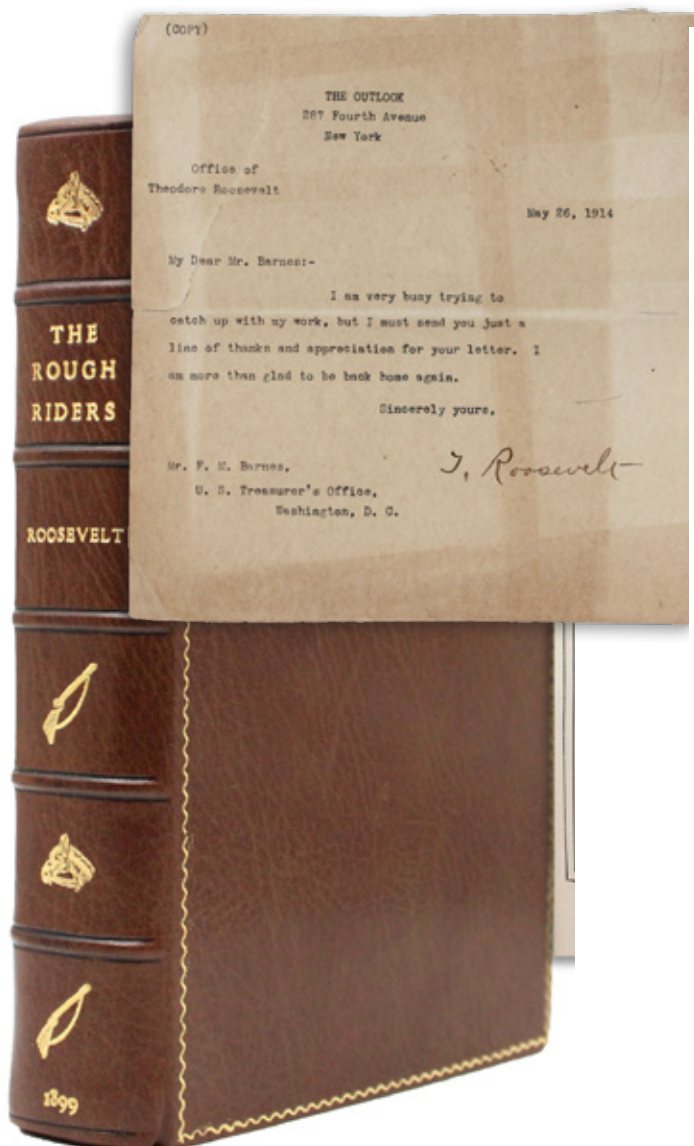 (COPY)
THE OUTLOOK
287 Fourth Avenue
New York
Office of
Theodore Roosevelt
May 26, 1914
My Dear Mr. Barnes:-
I am very busy trying to
catch up with my work, but I must send you just a
line of thanks and appreciation for your letter. I
am more than glad to be back home again.
Sincerely yours,
T. Roosevelt
Mr. F. M. Barnes,
U. S. Treasurer's Office,
Washington, D. C.
THE
ROUGH
RIDERS
ROOSEVELT
1899